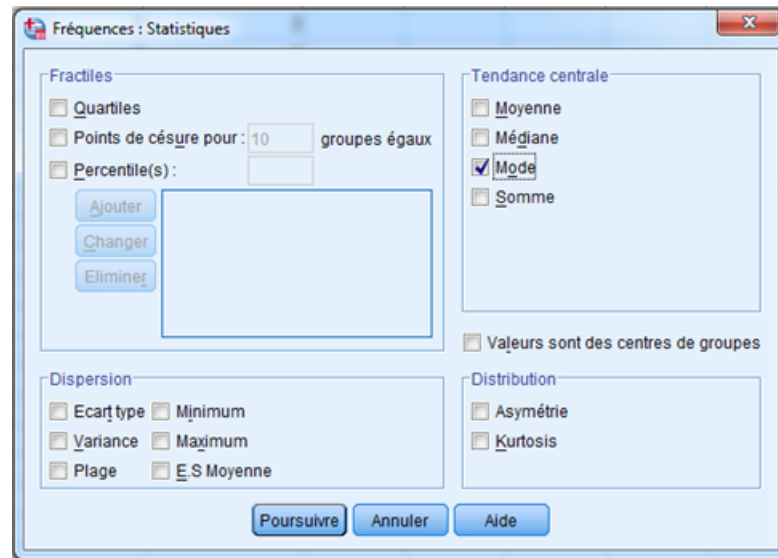 Fréquences : Statistiques
Fractiles
Quartiles
Points de césure pour : 10 groupes égaux
Percentile(s) :
Ajouter
Changer
Eliminer
Tendance centrale
Moyenne
Médiane
Mode
Somme
Valeurs sont des centres de groupes
Dispersion
Ecart type Minimum
Variance Maximum
Plage E.S Moyenne
Distribution
Asymétrie
Kurtosis
Poursuivre Annuler Aide